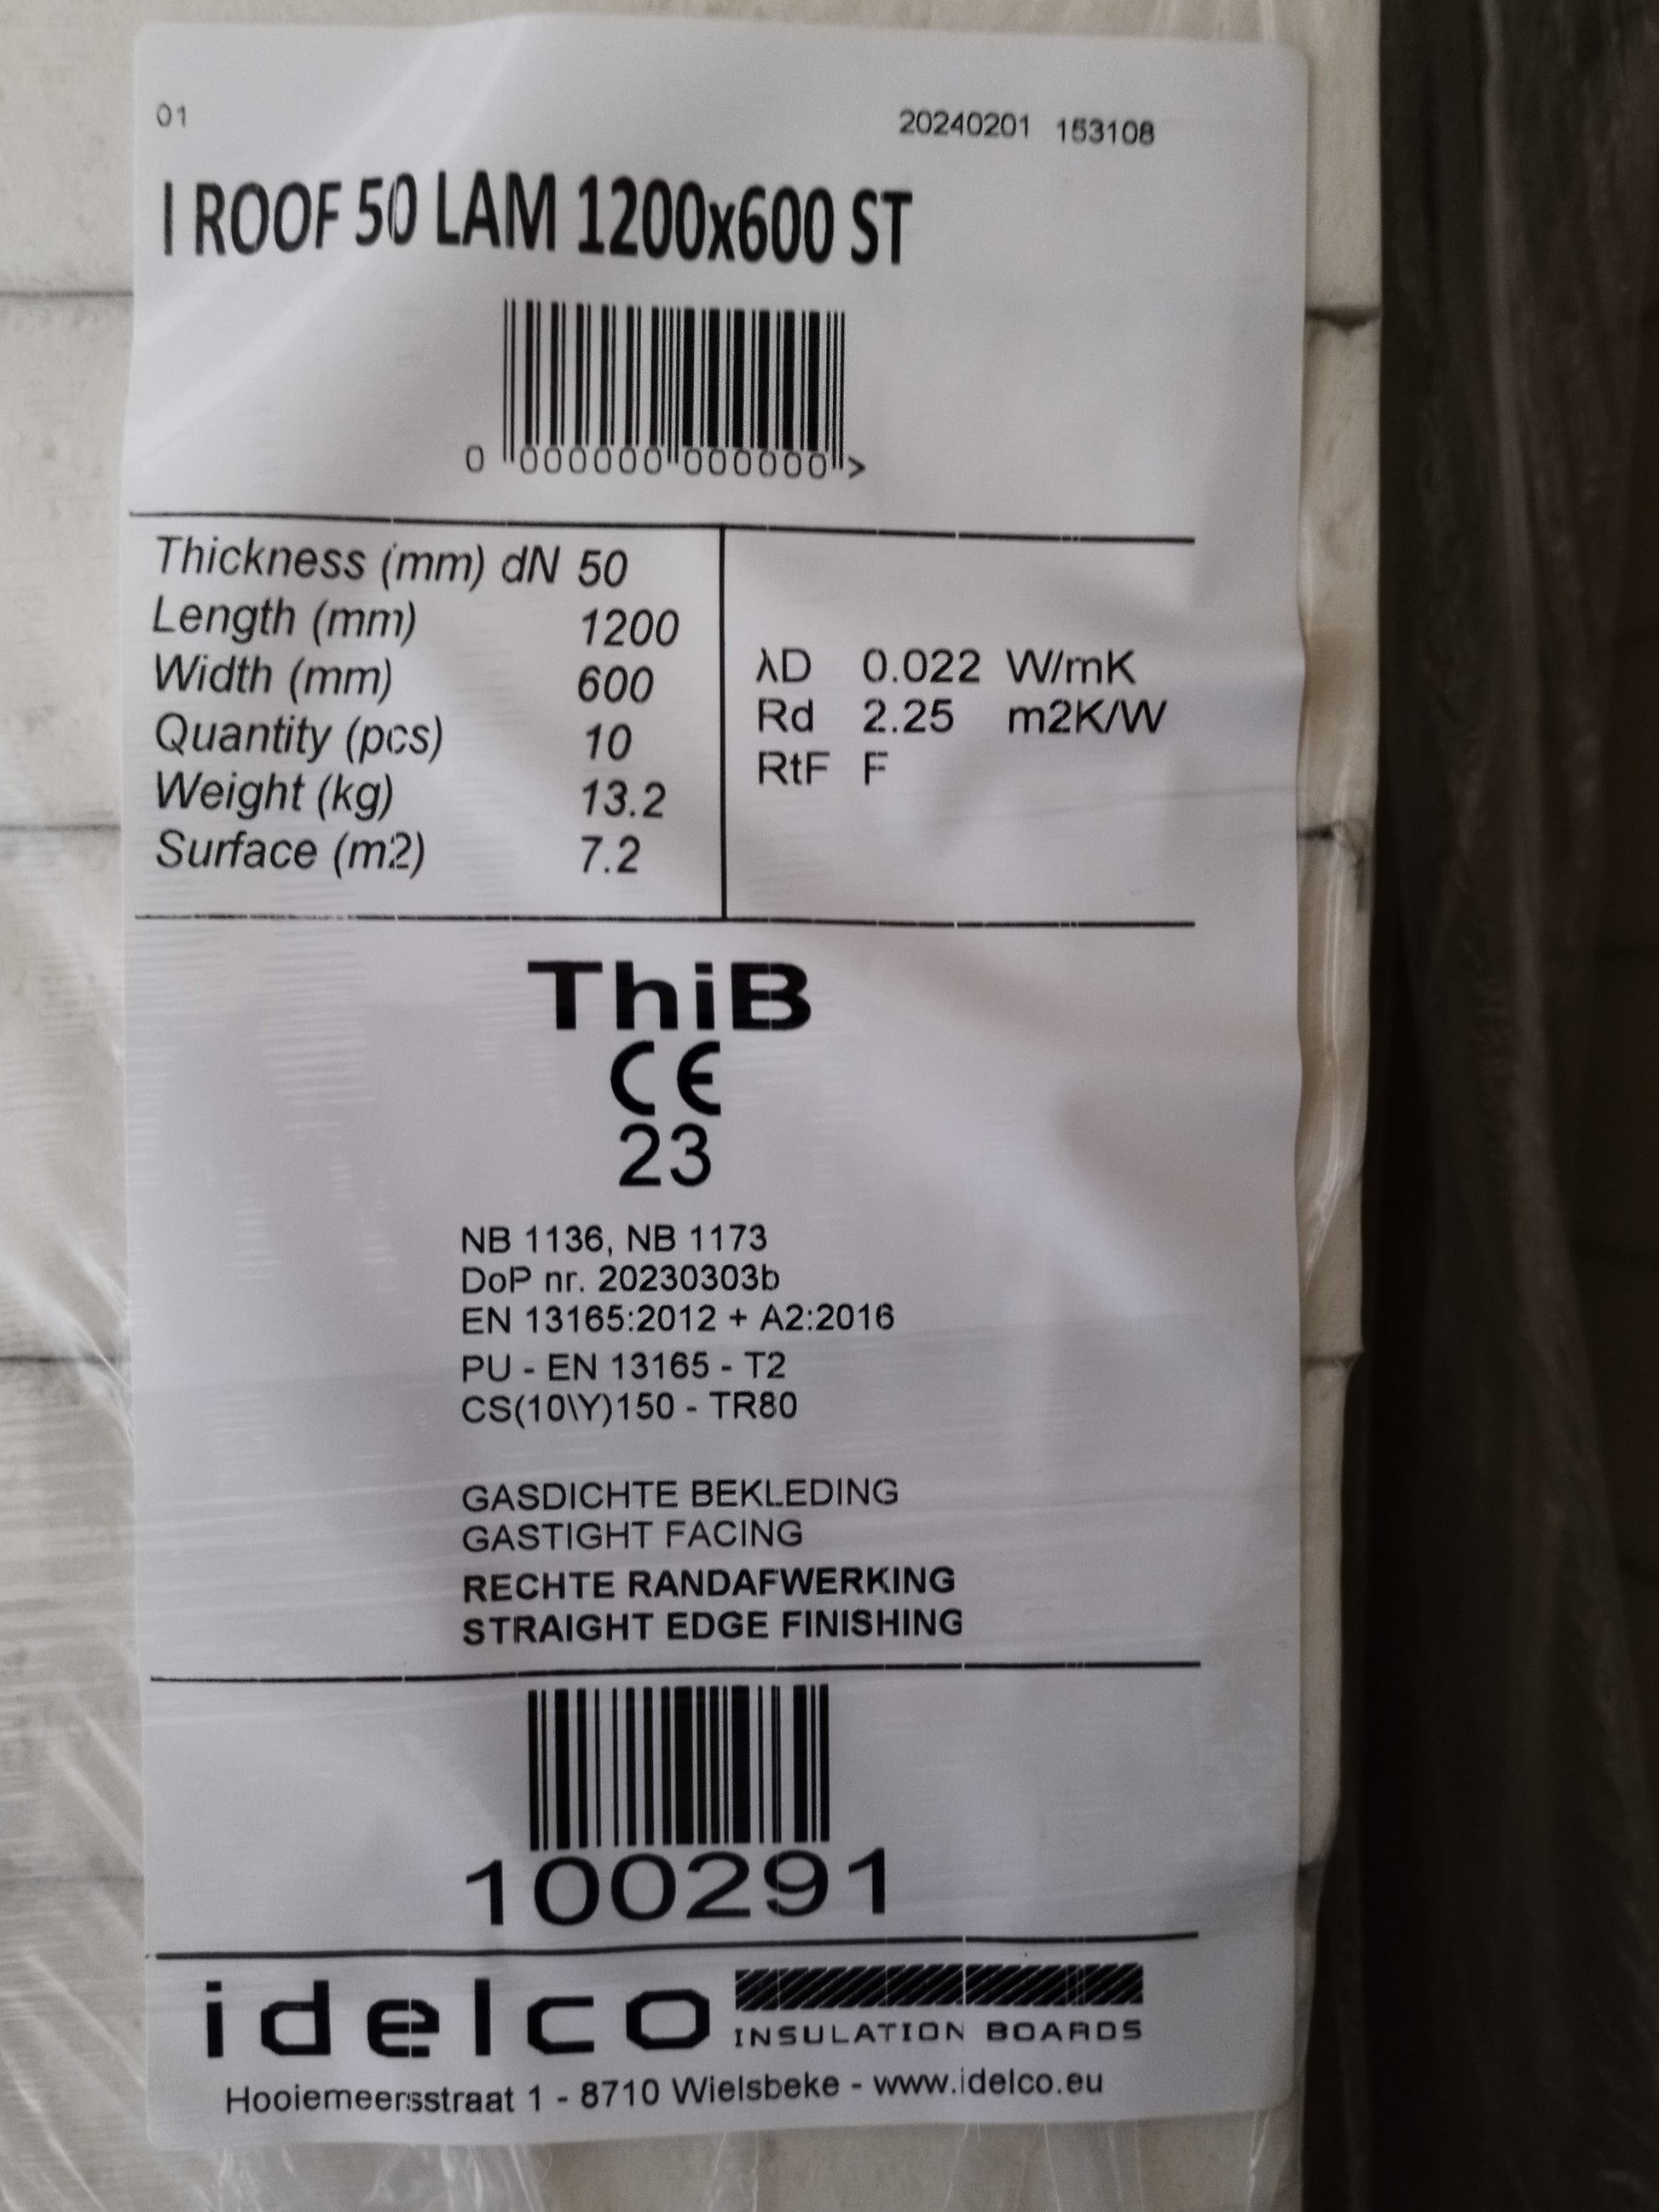 01 20240201 153108
I ROOF 50 LAM 1200x600 ST
0 000000 000000 >
Thickness (mm) dN 50
Length (mm) 1200
Width (mm) 600
Quantity (pcs) 10
Weight (kg) 13.2
Surface (m2) 7.2
λD 0.022 W/mK
Rd 2.25 m2K/W
RtF F
ThiB
CE
23
NB 1136, NB 1173
DoP nr. 20230303b
EN 13165:2012 + A2:2016
PU - EN 13165 - T2
CS(10\Y)150 - TR80
GASDICHTE BEKLEDING
GASTIGHT FACING
RECHTE RANDAFWERKING
STRAIGHT EDGE FINISHING
100291
idelco
INSULATION BOARDS
Hooiemeersstraat 1 - 8710 Wielsbeke - www.idelco.eu